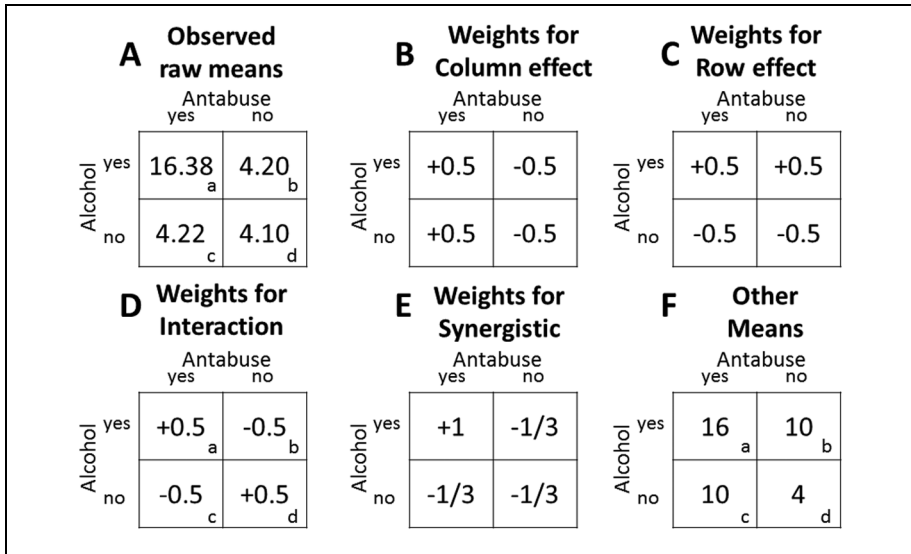 A Observed raw means
Antabuse
yes no
Alcohol
yes 16.38 a 4.20 b
no 4.22 c 4.10 d
B Weights for Column effect
Antabuse
yes no
Alcohol
yes +0.5 -0.5
no +0.5 -0.5
C Weights for Row effect
Antabuse
yes no
Alcohol
yes +0.5 +0.5
no -0.5 -0.5
D Weights for Interaction
Antabuse
yes no
Alcohol
yes +0.5 a -0.5 b
no -0.5 c +0.5 d
E Weights for Synergistic
Antabuse
yes no
Alcohol
yes +1 -1/3
no -1/3 -1/3
F Other Means
Antabuse
yes no
Alcohol
yes 16 a 10 b
no 10 c 4 d